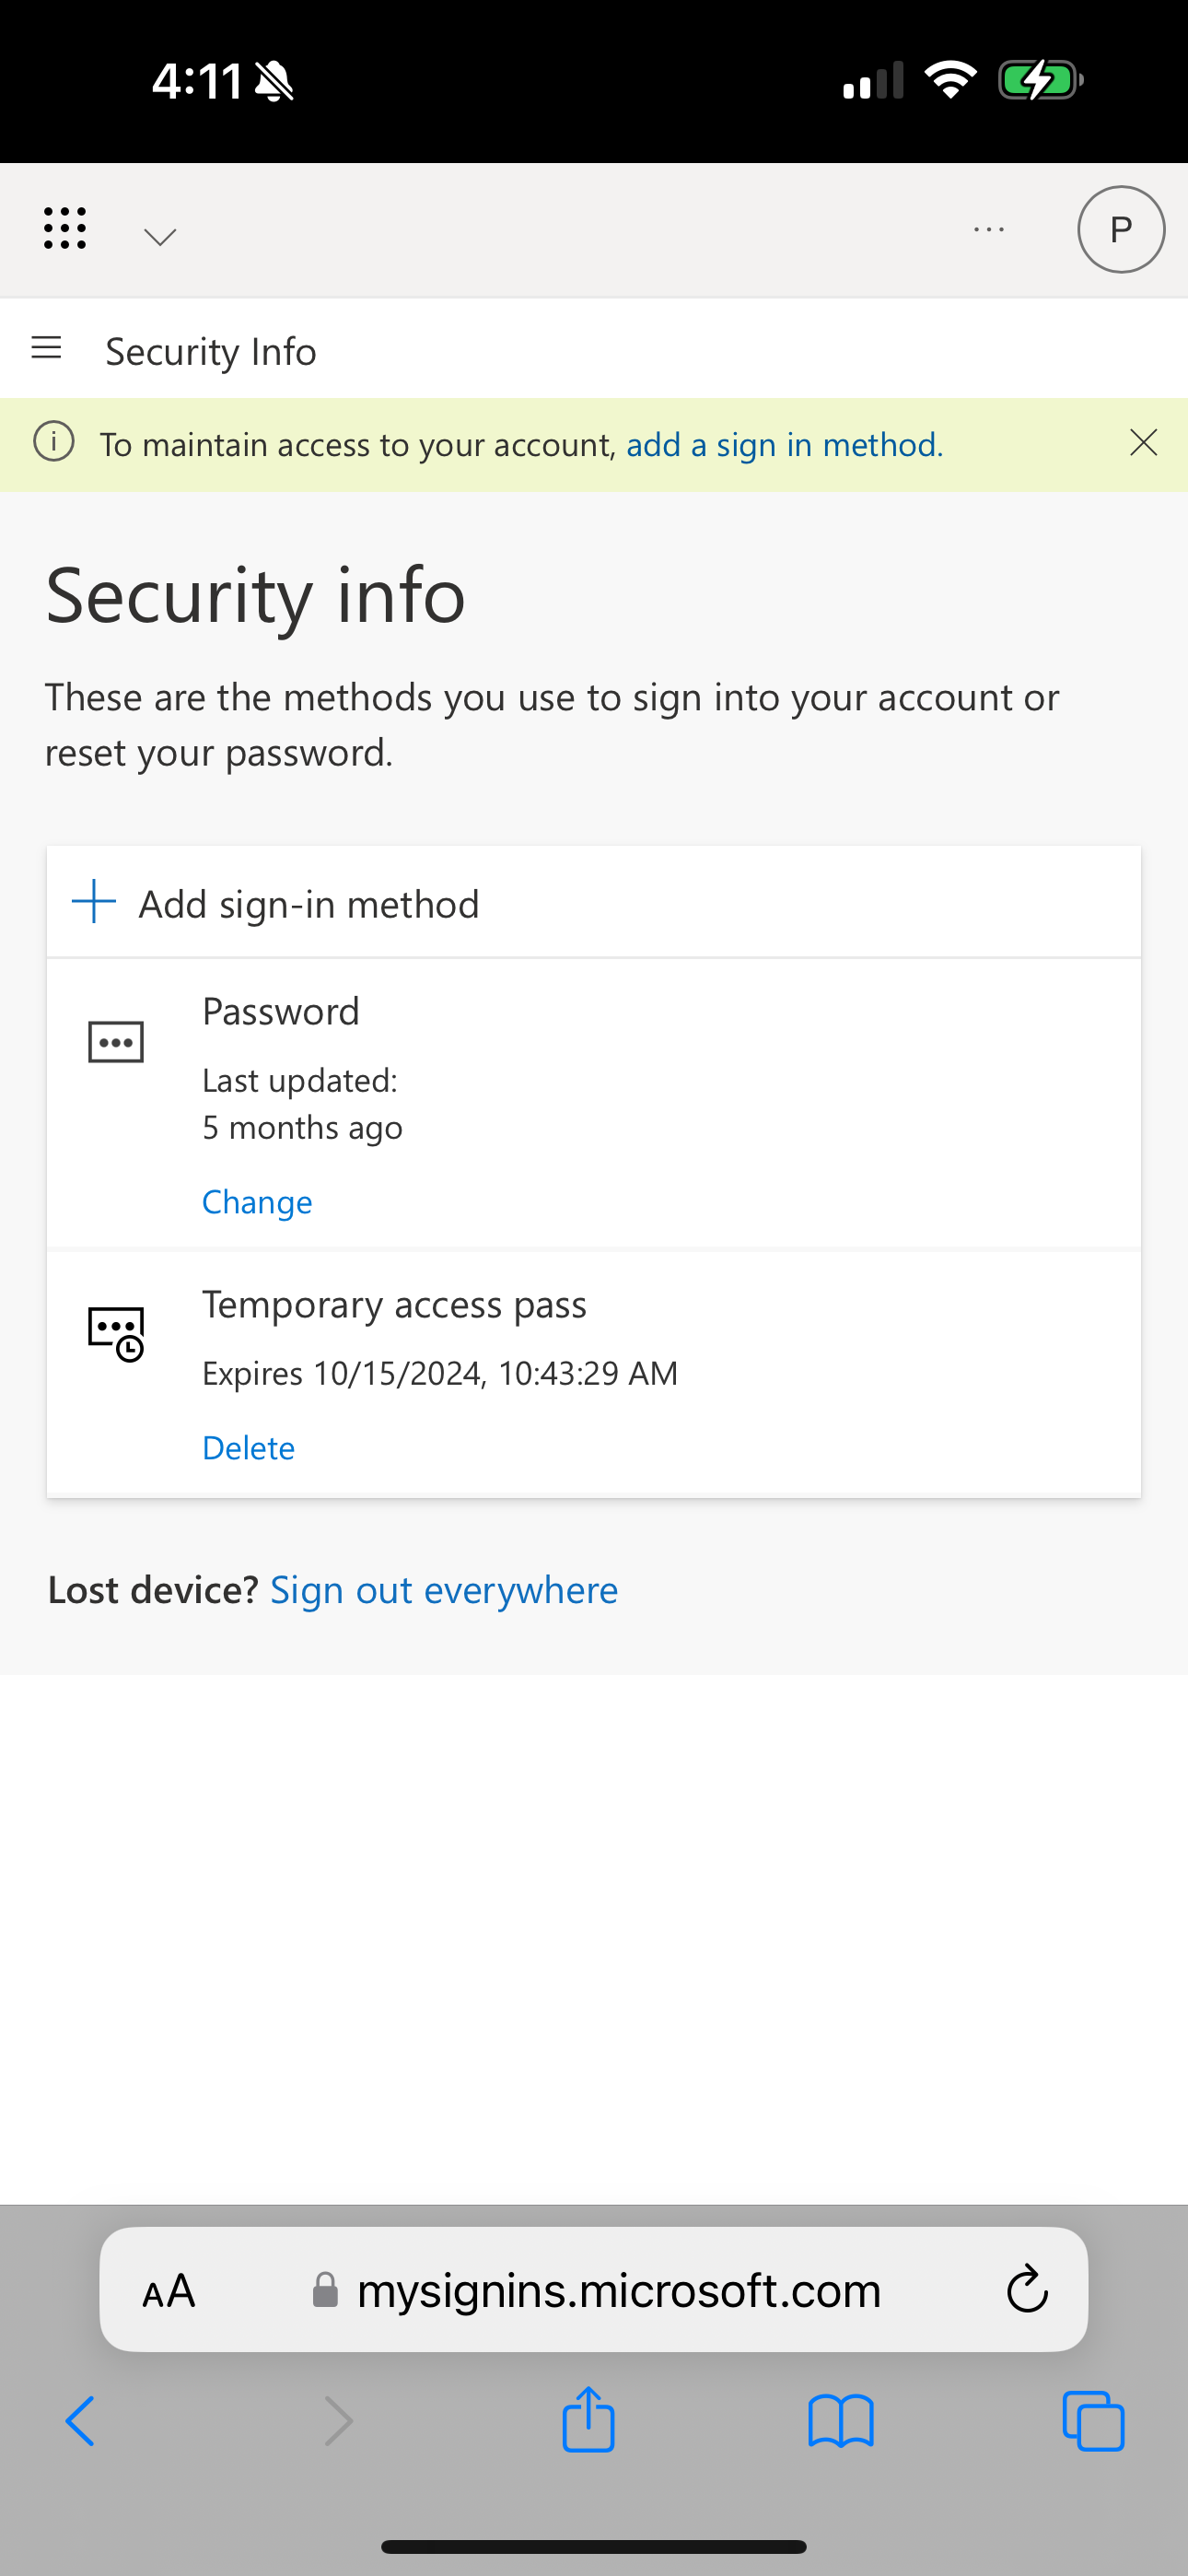 4:11
P
Security Info
To maintain access to your account, add a sign in method.
Security info
These are the methods you use to sign into your account or
reset your password.
Add sign-in method
Password
Last updated:
5 months ago
Change
Temporary access pass
Expires 10/15/2024, 10:43:29 AM
Delete
Lost device? Sign out everywhere
AA mysignins.microsoft.com